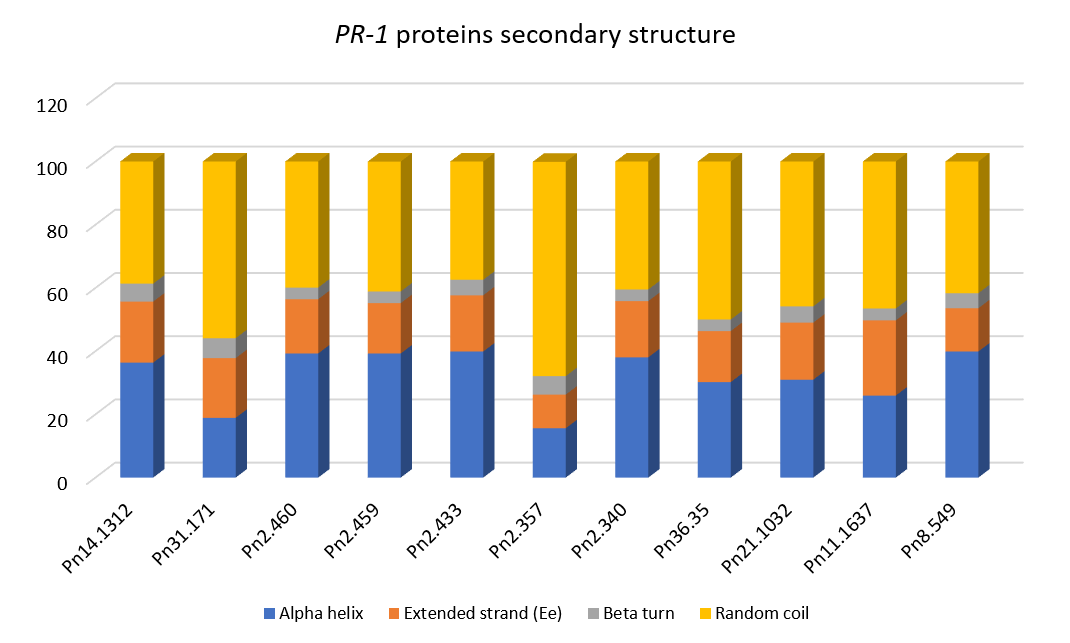 PR-1 proteins secondary structure
120
100
80
60
40
20
0
Pn14.1312
Pn31.171
Pn2.460
Pn2.459
Pn2.433
Pn2.357
Pn2.340
Pn36.35
Pn21.1032
Pn11.1637
Pn8.549
Alpha helix Extended strand (Ee) Beta turn Random coil